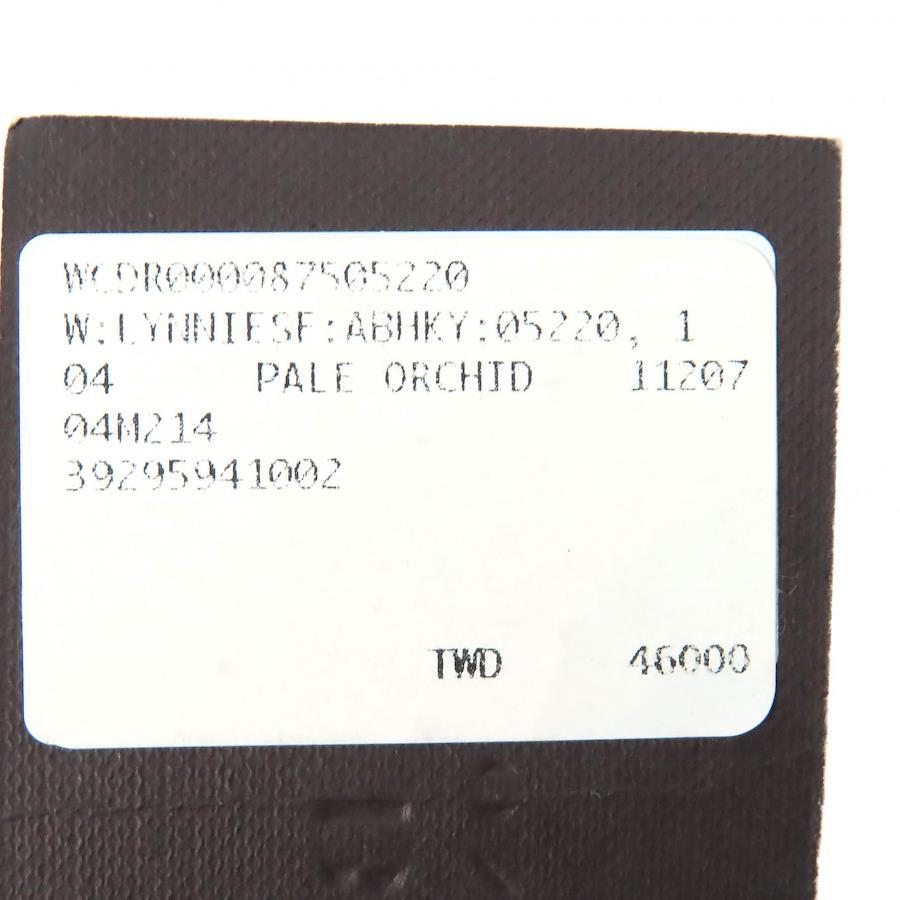 WCDR000087505220
W:LYNNIESF:ABHKY:05220, 1
04 PALE ORCHID 11207
04M214
39295941002
TWD 46000